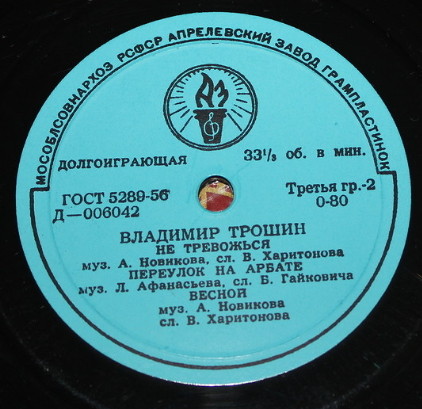 МОСОБЛСОВНАРХОЗ РСФСР АПРЕЛЕВСКИЙ ЗАВОД ГРАМПЛАСТИНОК
АЗ
ДОЛГОИГРАЮЩАЯ 33⅓ об. в мин.
ГОСТ 5289-56 Третья гр.-2
Д—006042 0-80
ВЛАДИМИР ТРОШИН
НЕ ТРЕВОЖЬСЯ
муз. А. Новикова, сл. В. Харитонова
ПЕРЕУЛОК НА АРБАТЕ
муз. Л. Афанасьева, сл. Б. Гайковича
ВЕСНОЙ
муз. А. Новикова
сл. В. Харитонова